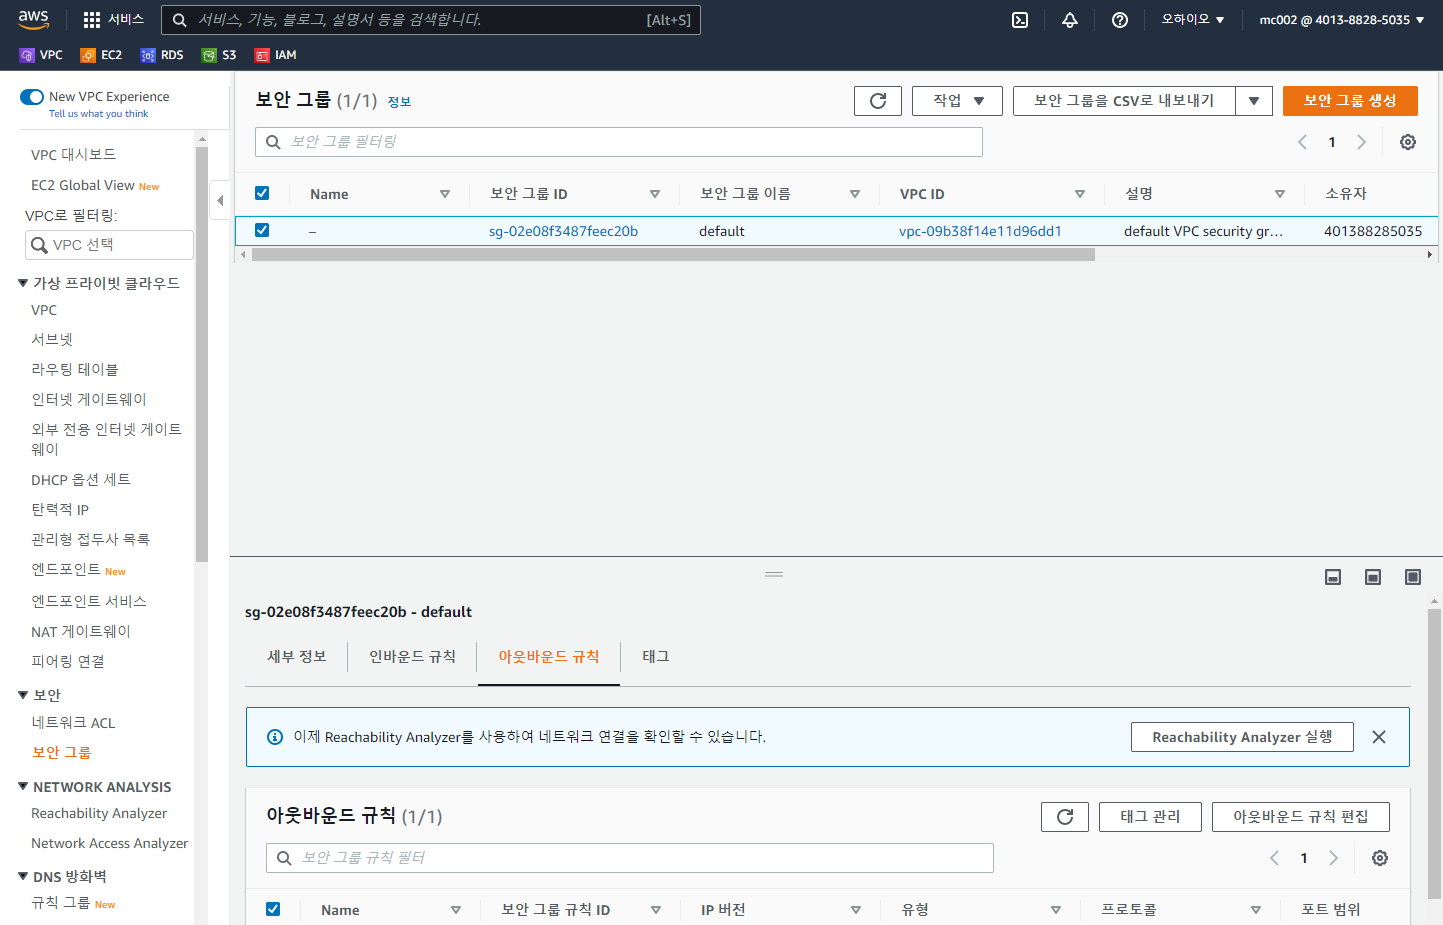 aws
서비스
서비스, 기능, 블로그, 설명서 등을 검색합니다.
[Alt+S]
오하이오 ▼
mc002 @ 4013-8828-5035 ▼
VPC
EC2
RDS
S3
IAM
New VPC Experience
Tell us what you think
VPC 대시보드
EC2 Global View New
VPC로 필터링:
VPC 선택
가상 프라이빗 클라우드
VPC
서브넷
라우팅 테이블
인터넷 게이트웨이
외부 전용 인터넷 게이트
웨이
DHCP 옵션 세트
탄력적 IP
관리형 접두사 목록
엔드포인트 New
엔드포인트 서비스
NAT 게이트웨이
피어링 연결
보안
네트워크 ACL
보안 그룹
NETWORK ANALYSIS
Reachability Analyzer
Network Access Analyzer
DNS 방화벽
규칙 그룹 New
보안 그룹 (1/1) 정보
작업
보안 그룹을 CSV로 내보내기
보안 그룹 생성
보안 그룹 필터링
1
Name
보안 그룹 ID
보안 그룹 이름
VPC ID
설명
소유자
–
sg-02e08f3487feec20b
default
vpc-09b38f14e11d96dd1
default VPC security gr...
401388285035
sg-02e08f3487feec20b - default
세부 정보
인바운드 규칙
아웃바운드 규칙
태그
이제 Reachability Analyzer를 사용하여 네트워크 연결을 확인할 수 있습니다.
Reachability Analyzer 실행
아웃바운드 규칙 (1/1)
태그 관리
아웃바운드 규칙 편집
보안 그룹 규칙 필터
1
Name
보안 그룹 규칙 ID
IP 버전
유형
프로토콜
포트 범위